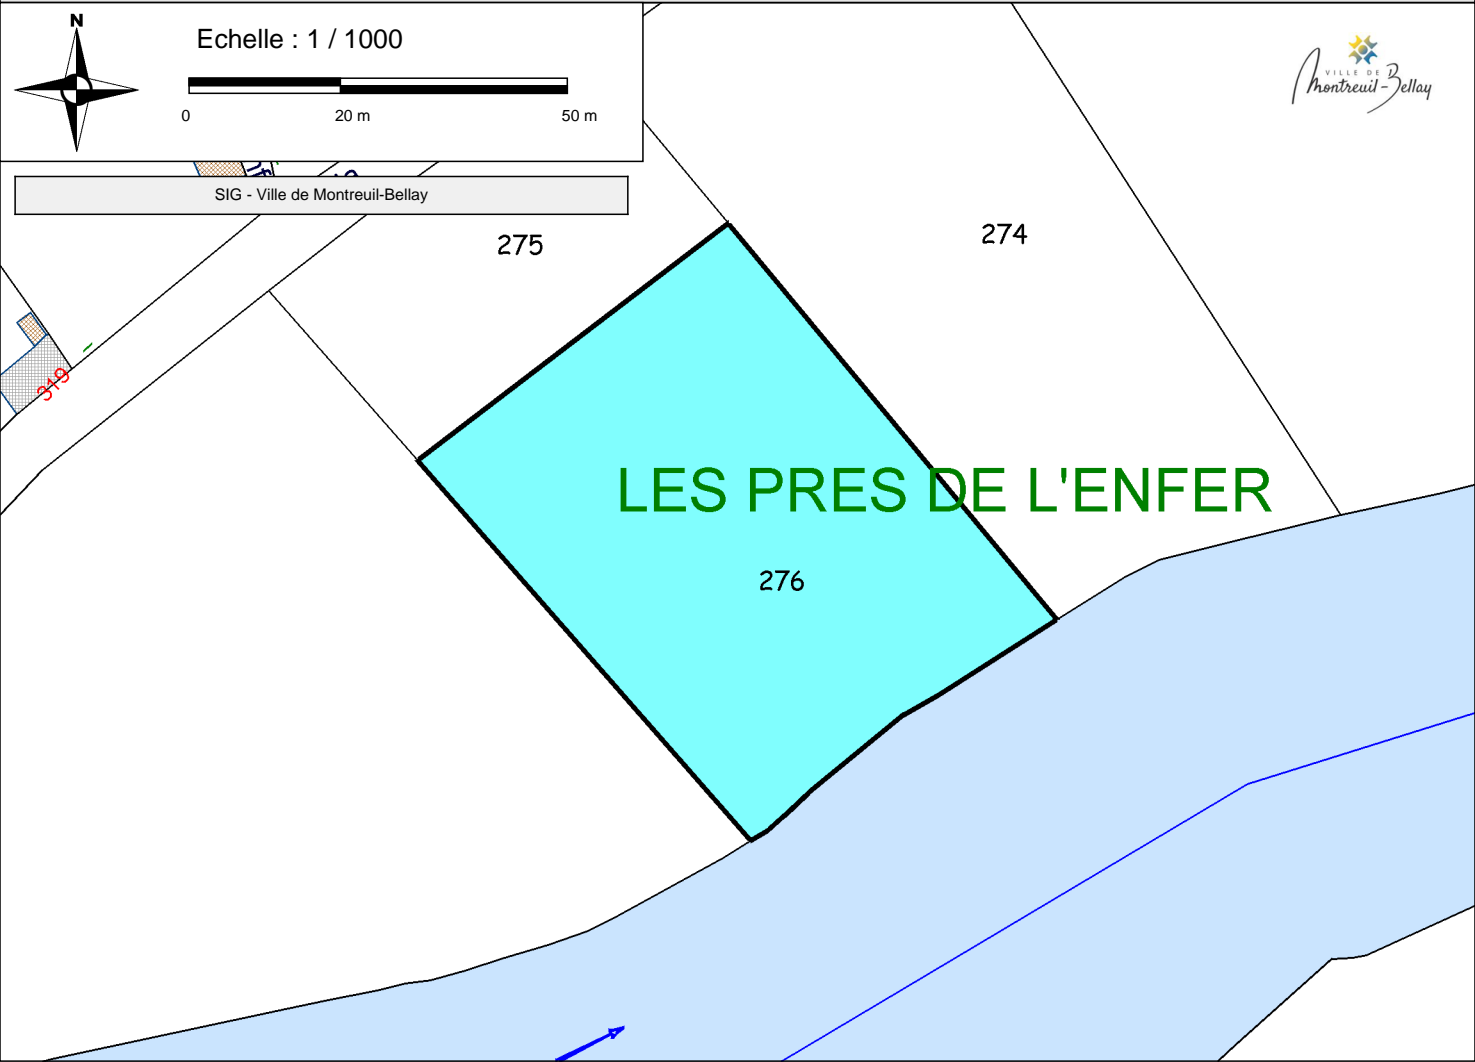 N
Echelle : 1 / 1000
0 20 m 50 m
VILLE DE
Montreuil-Bellay
SIG - Ville de Montreuil-Bellay
275
274
319
LES PRES DE L'ENFER
276